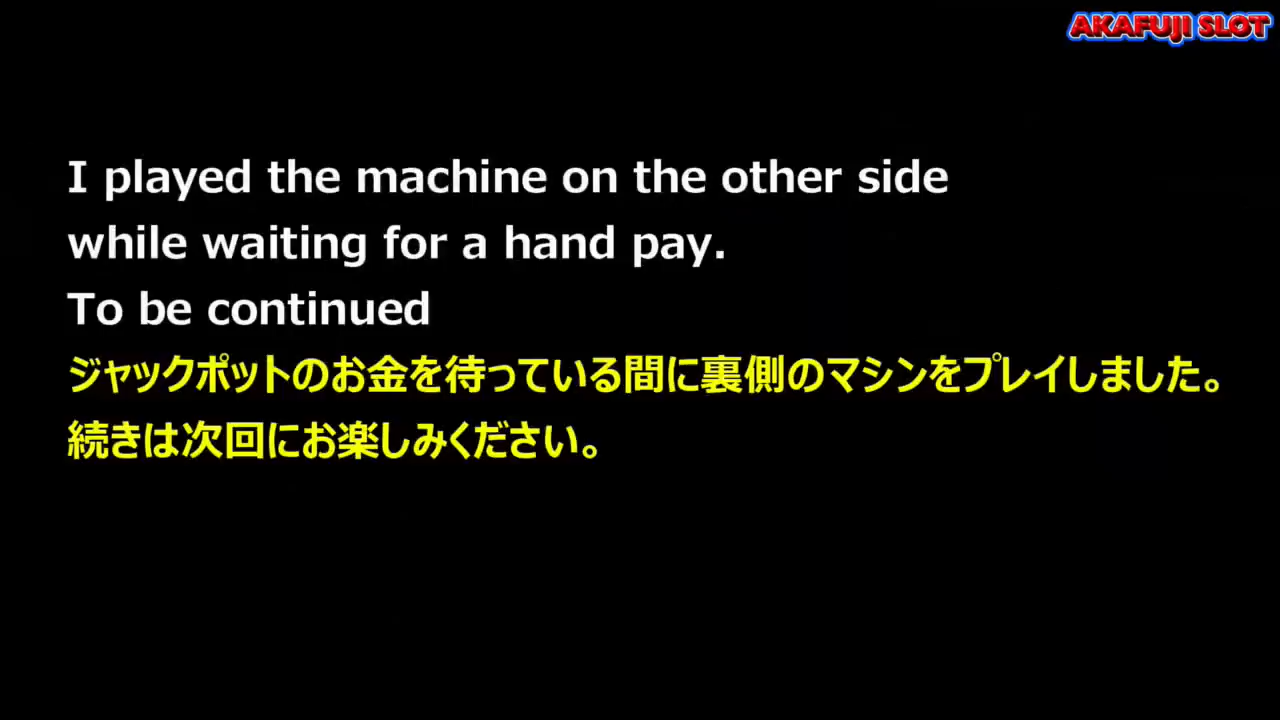 AKAFUJI SLOT
I played the machine on the other side
while waiting for a hand pay.
To be continued
ジャックポットのお金を待っている間に裏側のマシンをプレイしました。
続きは次回にお楽しみください。